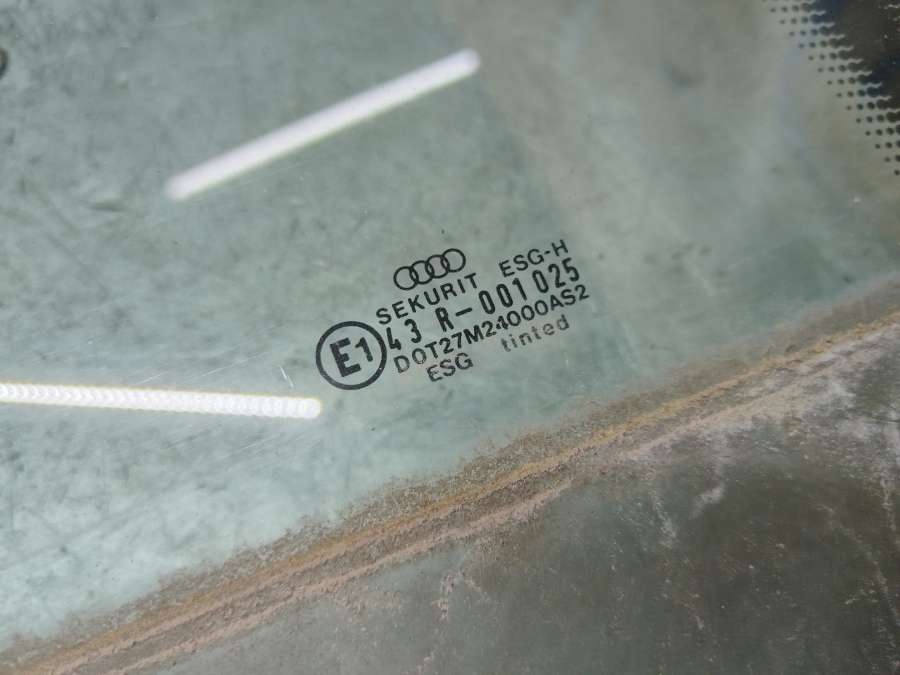 SEKURIT ESG-H
E1
43 R-001025
DOT27M24000AS2
ESG tinted